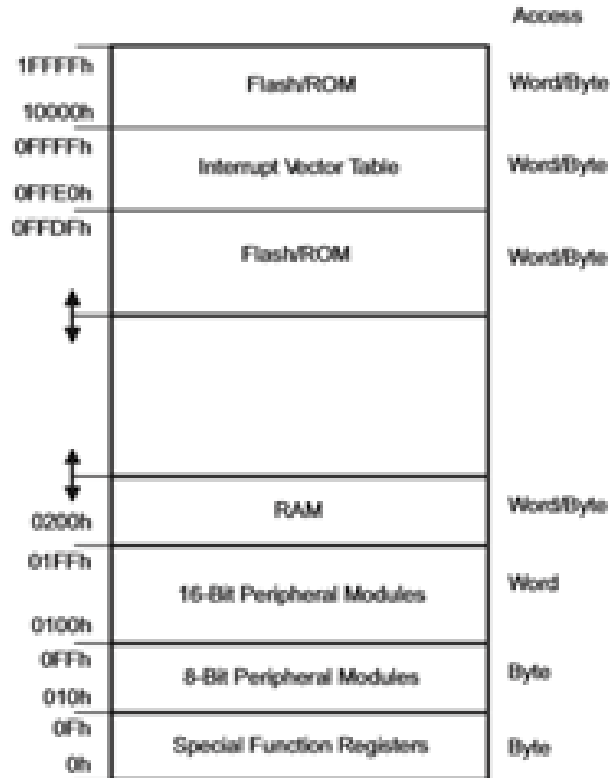 Access
1FFFFh
Flash/ROM
Word/Byte
10000h
0FFFFh
Interrupt Vector Table
Word/Byte
0FFE0h
0FFDFh
Flash/ROM
Word/Byte
RAM
Word/Byte
0200h
01FFh
16-Bit Peripheral Modules
Word
0100h
0FFh
8-Bit Peripheral Modules
Byte
010h
0Fh
Special Function Registers
Byte
0h